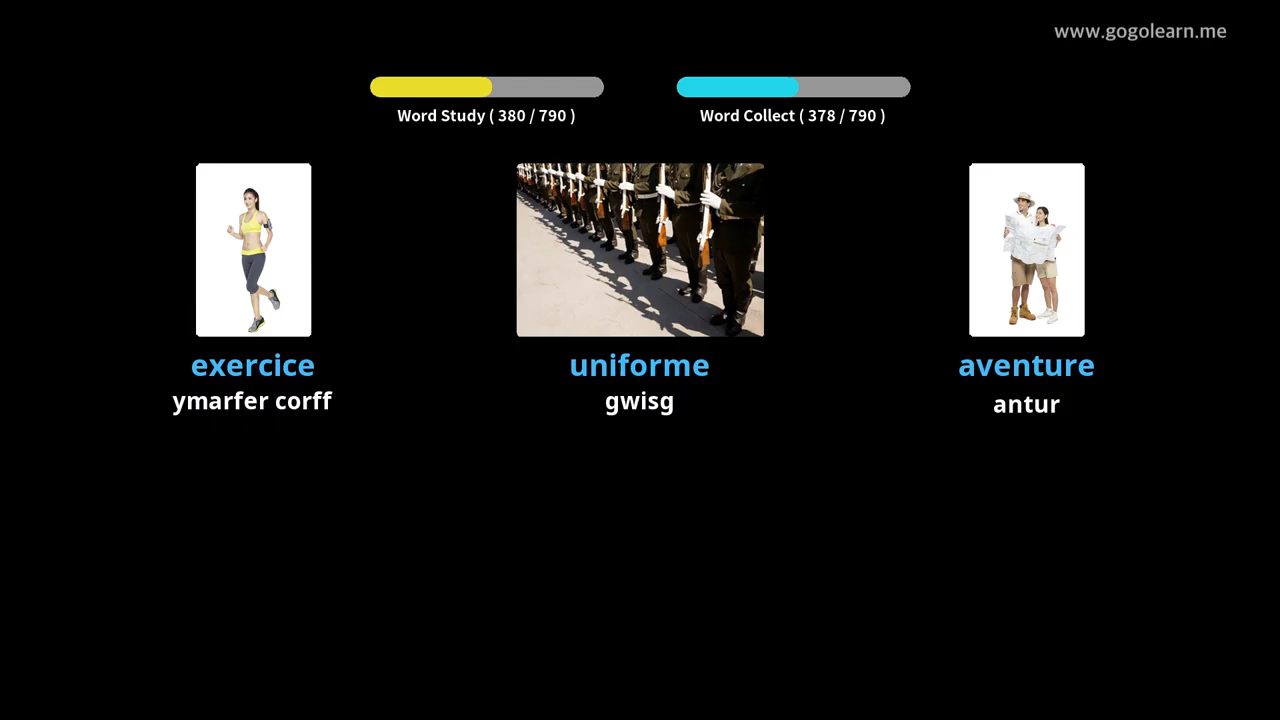 www.gogolearn.me
Word Study ( 380 / 790 )
Word Collect ( 378 / 790 )
exercice
ymarfer corff
uniforme
gwisg
aventure
antur